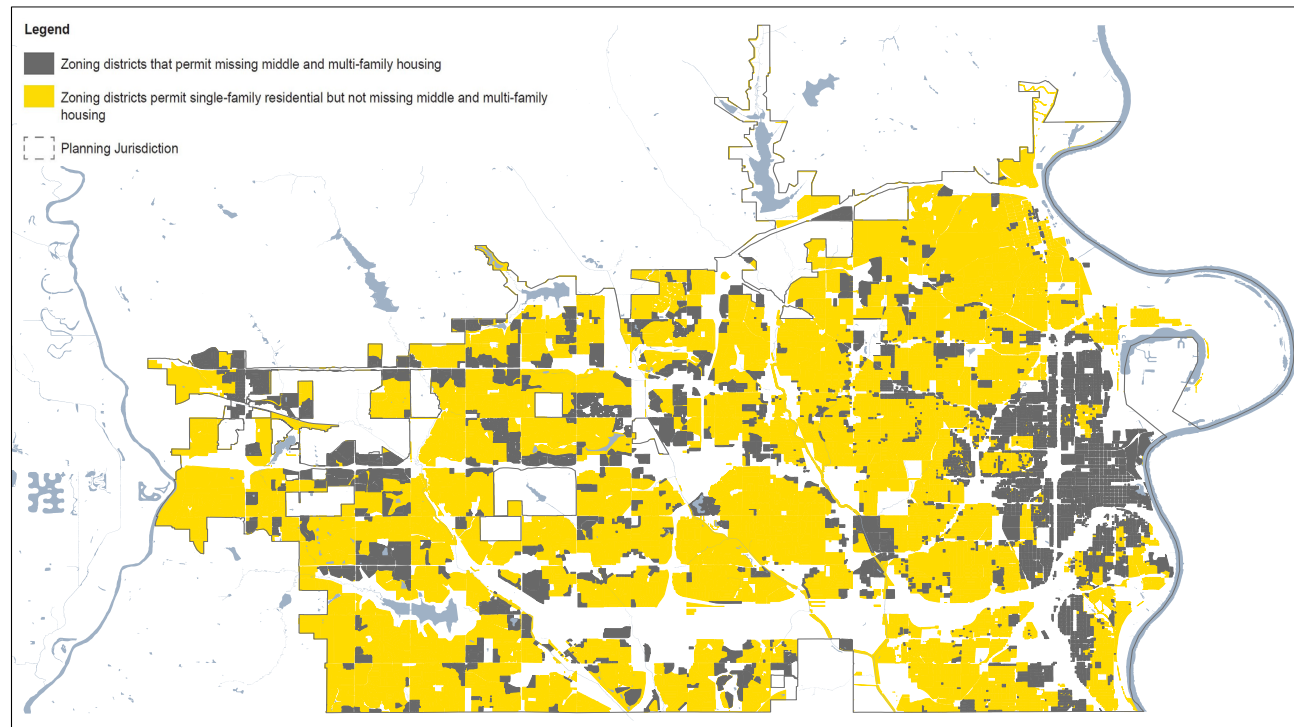 Legend
Zoning districts that permit missing middle and multi-family housing
Zoning districts permit single-family residential but not missing middle and multi-family
housing
Planning Jurisdiction